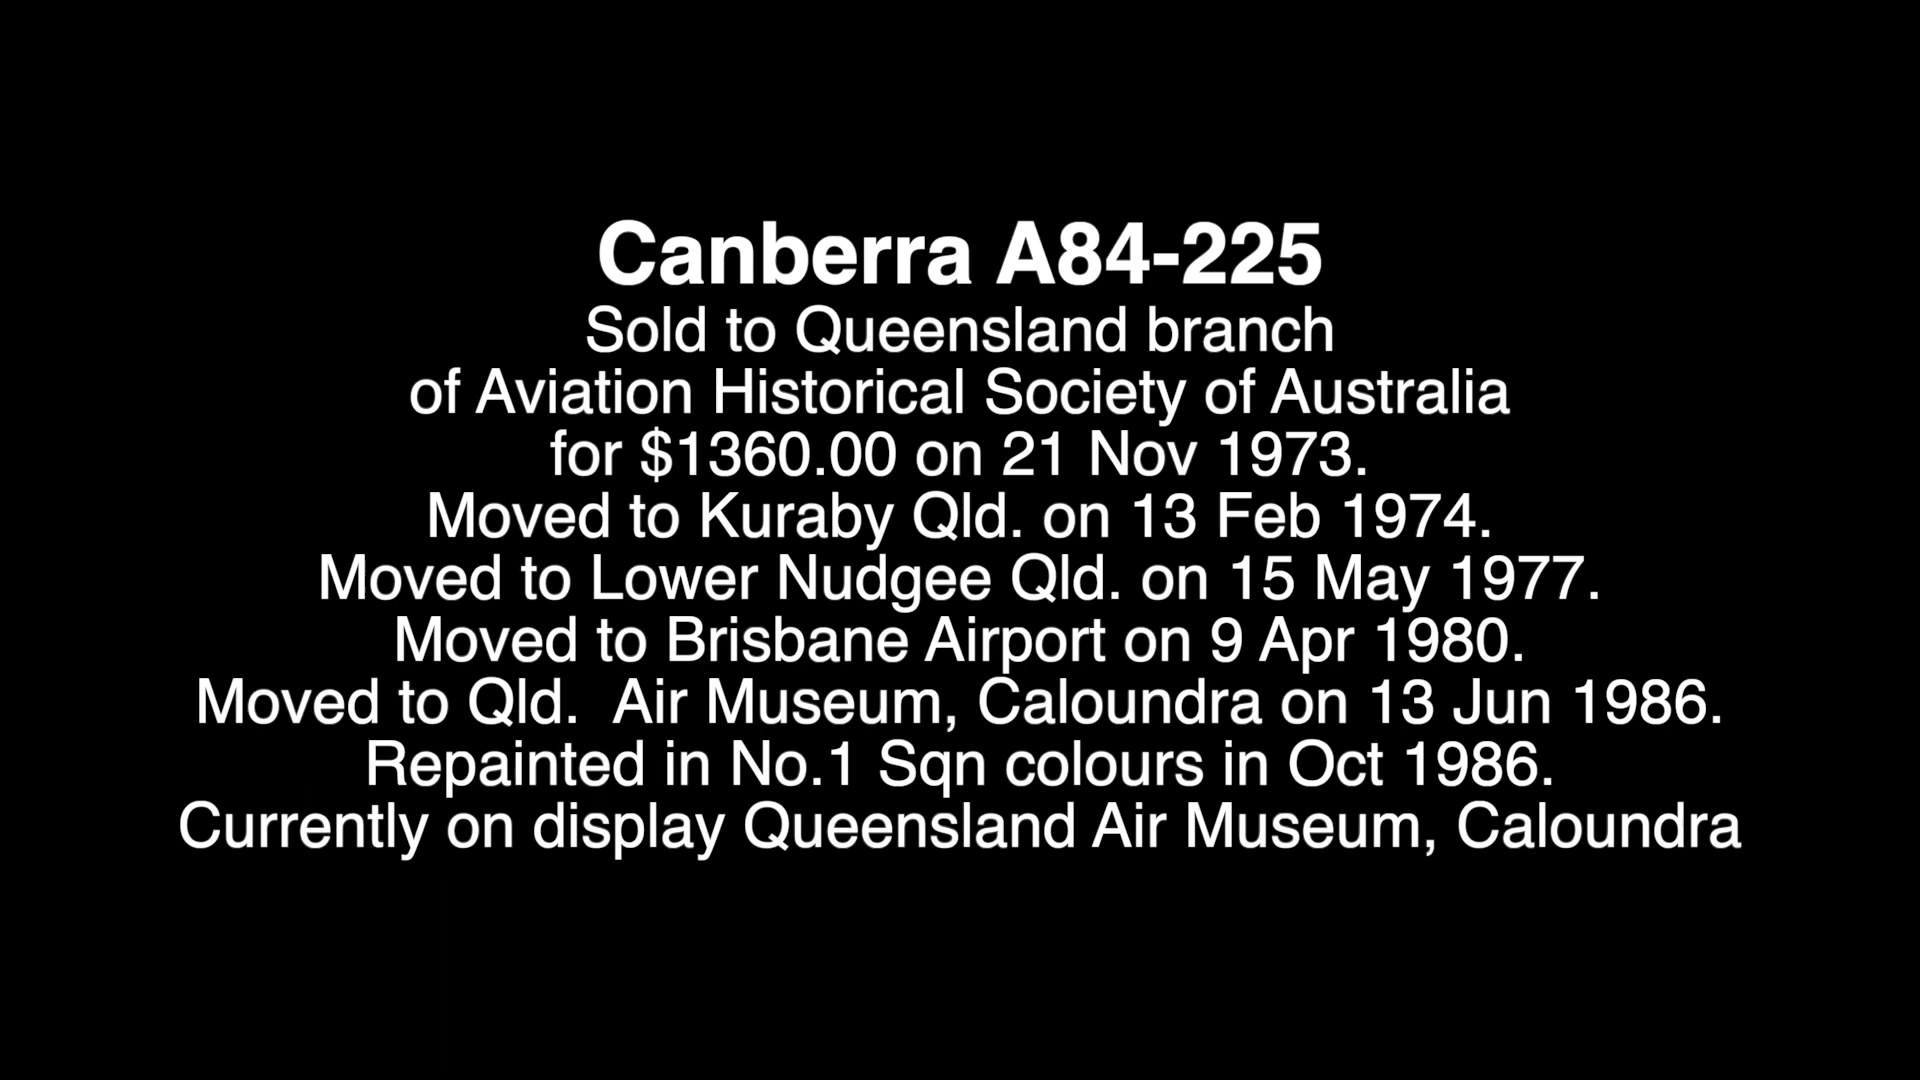 Canberra A84-225
Sold to Queensland branch
of Aviation Historical Society of Australia
for $1360.00 on 21 Nov 1973.
Moved to Kuraby Qld. on 13 Feb 1974.
Moved to Lower Nudgee Qld. on 15 May 1977.
Moved to Brisbane Airport on 9 Apr 1980.
Moved to Qld.  Air Museum, Caloundra on 13 Jun 1986.
Repainted in No.1 Sqn colours in Oct 1986.
Currently on display Queensland Air Museum, Caloundra